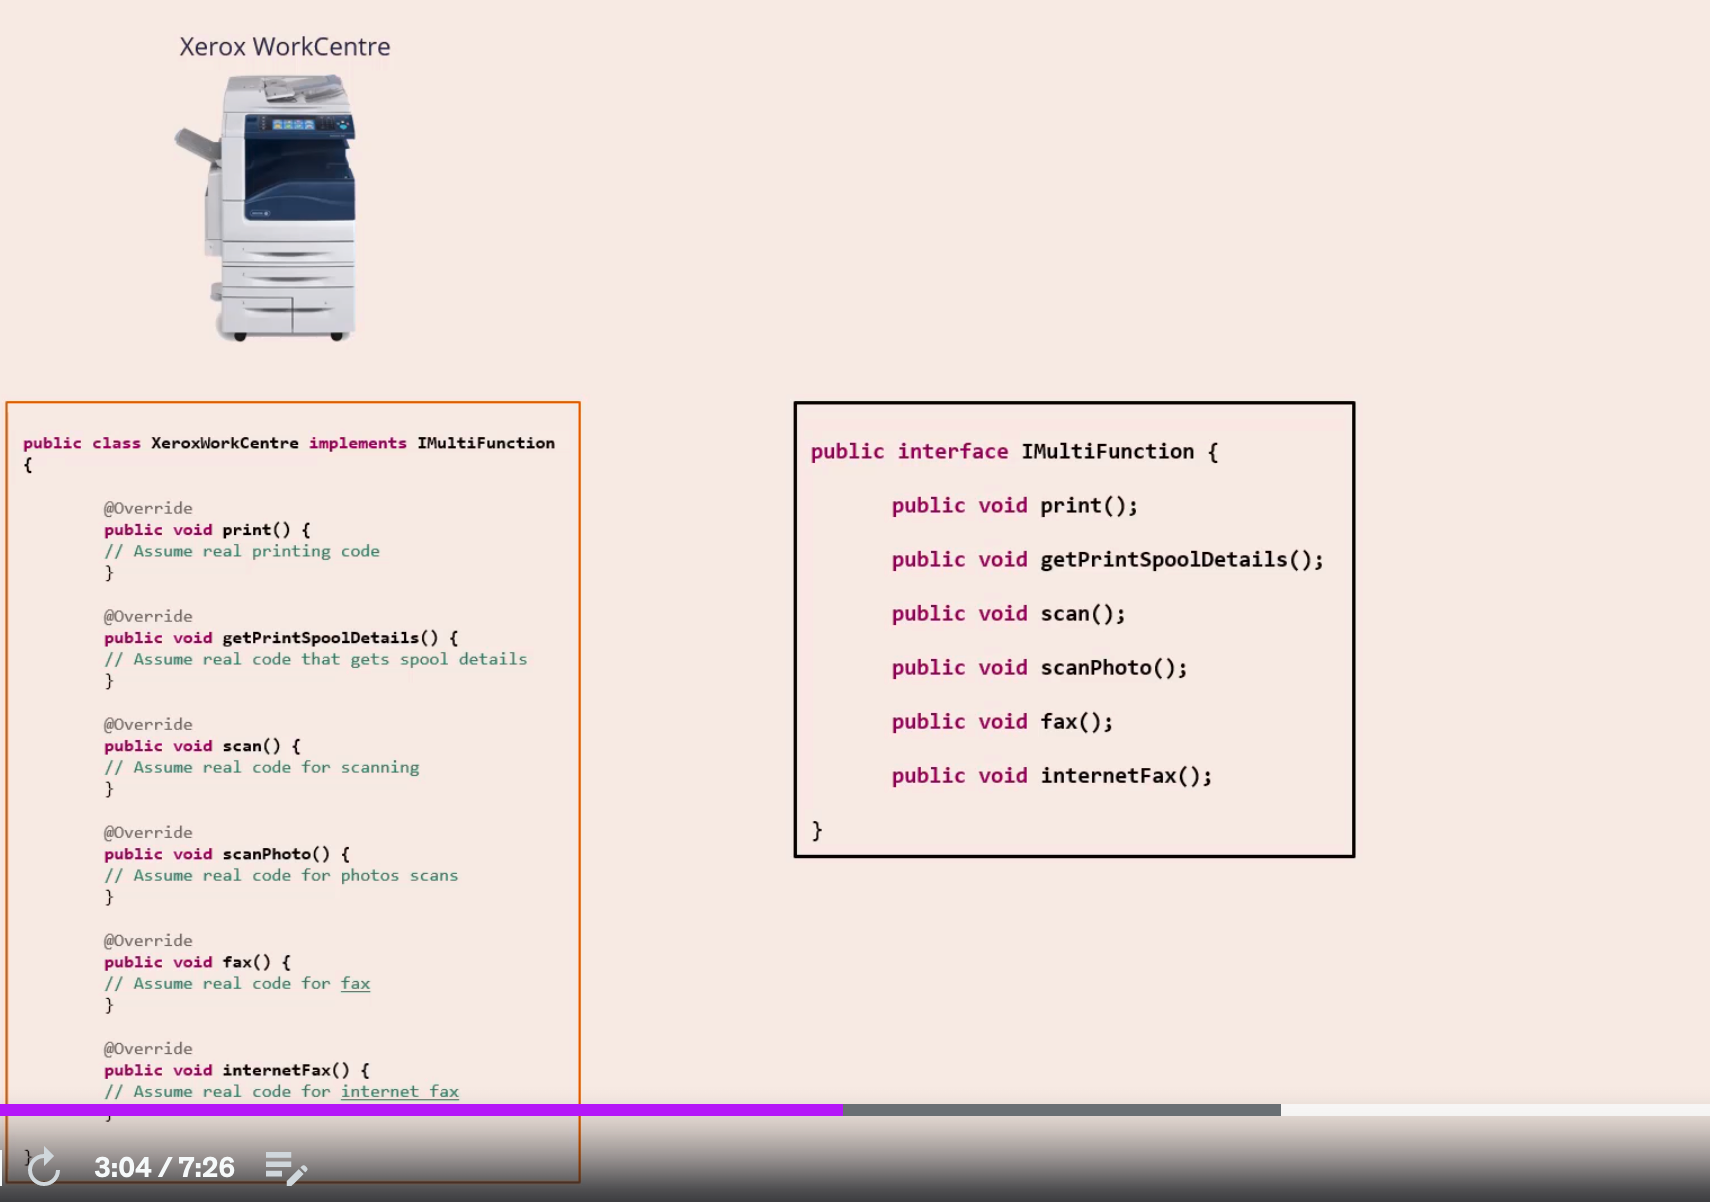 Xerox WorkCentre
public class XeroxWorkCentre implements IMultiFunction
{
@Override
public void print() {
// Assume real printing code
}
@Override
public void getPrintSpoolDetails() {
// Assume real code that gets spool details
}
@Override
public void scan() {
// Assume real code for scanning
}
@Override
public void scanPhoto() {
// Assume real code for photos scans
}
@Override
public void fax() {
// Assume real code for fax
}
@Override
public void internetFax() {
// Assume real code for internet fax
}
}
public interface IMultiFunction {
public void print();
public void getPrintSpoolDetails();
public void scan();
public void scanPhoto();
public void fax();
public void internetFax();
}
3:04 / 7:26